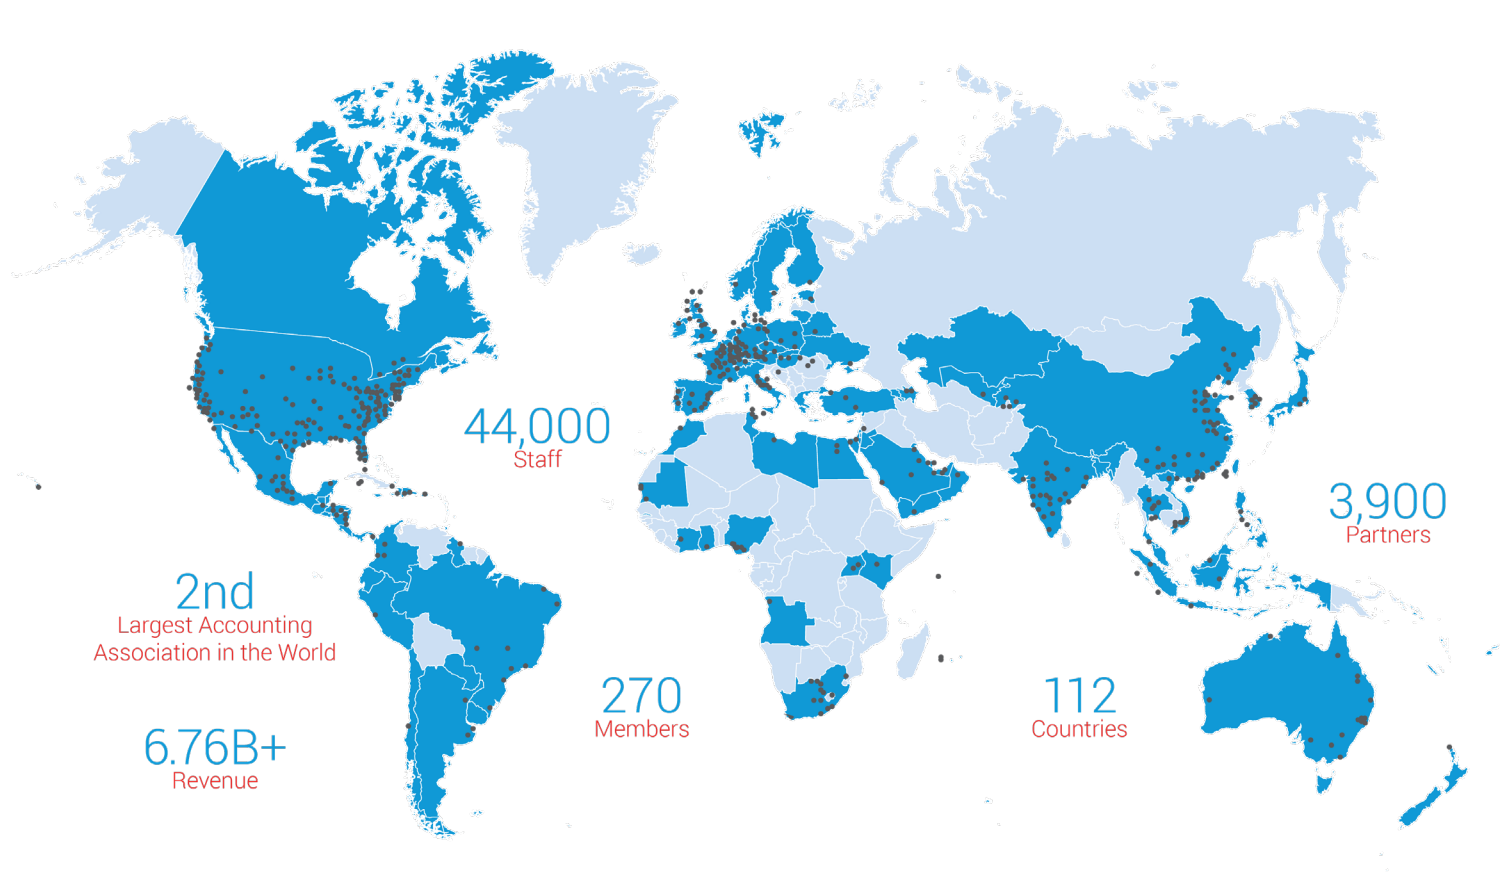 44,000
Staff
3,900
Partners
2nd
Largest Accounting
Association in the World
270
Members
112
Countries
6.76B+
Revenue